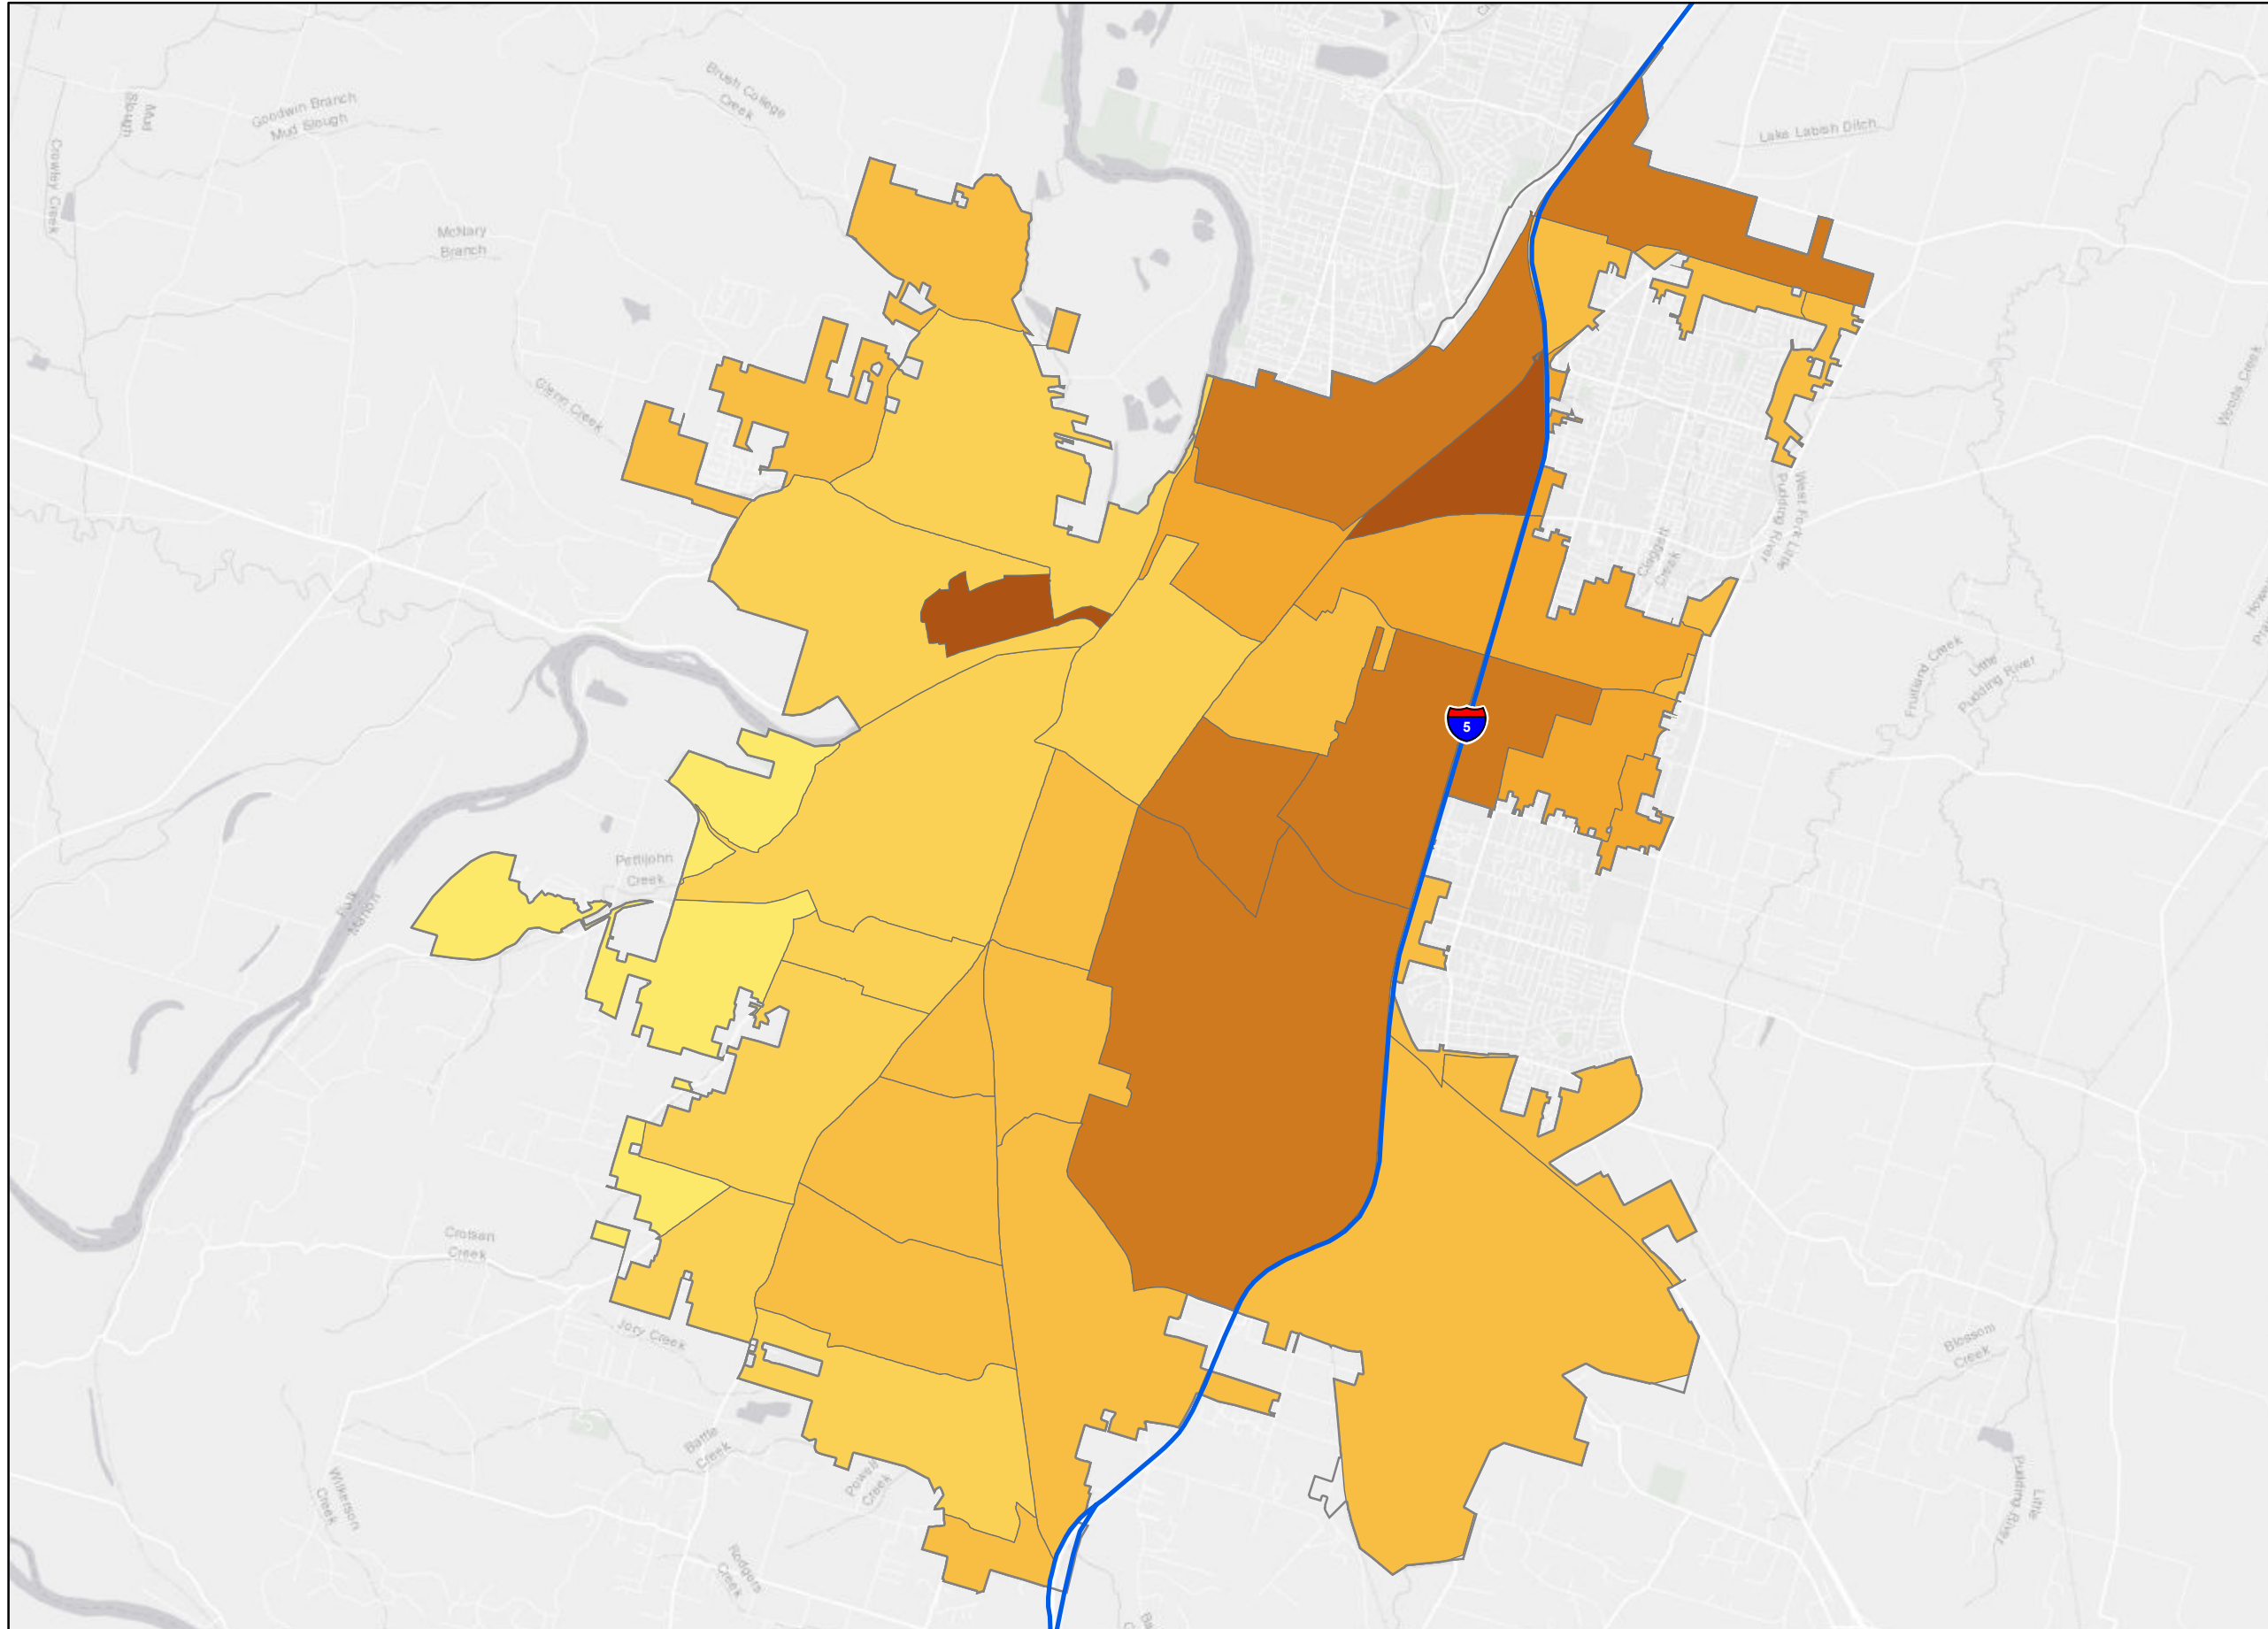 Brush College
Creek
Goodwin Branch
Mud Slough
Mud
Slough
Lake Labish Ditch
Crowley Creek
McNary
Branch
Glenn Creek
Woods Creek
West Fork Little
Pudding River
Claggett
Creek
Fruitland Creek
Little
Pudding River
5
Pettijohn
Creek
Croisan
Creek
Jory Creek
Battle
Creek
Powell
Creek
Wilkerson
Creek
Rodgers
Creek
Blossom
Creek
Little
Pudding River